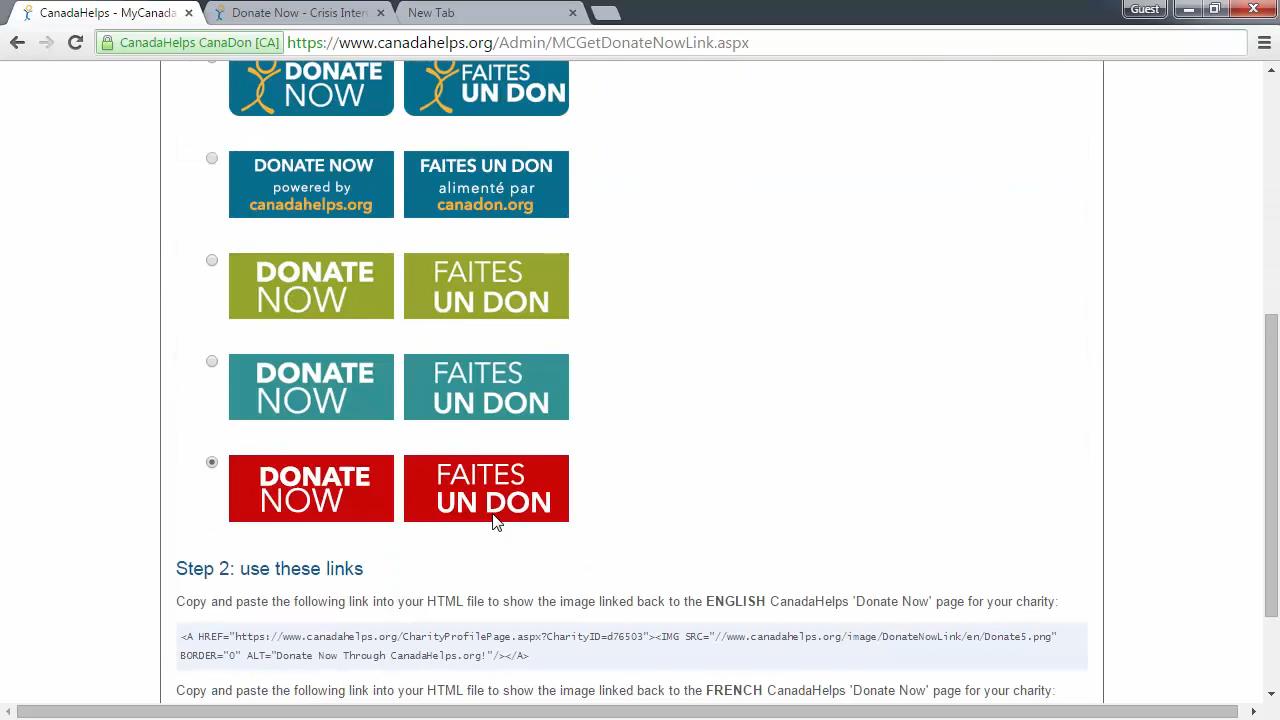 CanadaHelps - MyCanada
Donate Now - Crisis Inter
New Tab
Guest
CanadaHelps CanaDon [CA]
https://www.canadahelps.org/Admin/MCGetDonateNowLink.aspx
DONATE
NOW
FAITES
UN DON
DONATE NOW
powered by
canadahelps.org
FAITES UN DON
alimenté par
canadon.org
DONATE
NOW
FAITES
UN DON
DONATE
NOW
FAITES
UN DON
DONATE
NOW
FAITES
UN DON
Step 2: use these links
Copy and paste the following link into your HTML file to show the image linked back to the ENGLISH CanadaHelps 'Donate Now' page for your charity:
<A HREF="https://www.canadahelps.org/CharityProfilePage.aspx?CharityID=d76503"><IMG SRC="//www.canadahelps.org/image/DonateNowLink/en/Donate5.png"
BORDER="0" ALT="Donate Now Through CanadaHelps.org!"/></A>
Copy and paste the following link into your HTML file to show the image linked back to the FRENCH CanadaHelps 'Donate Now' page for your charity: